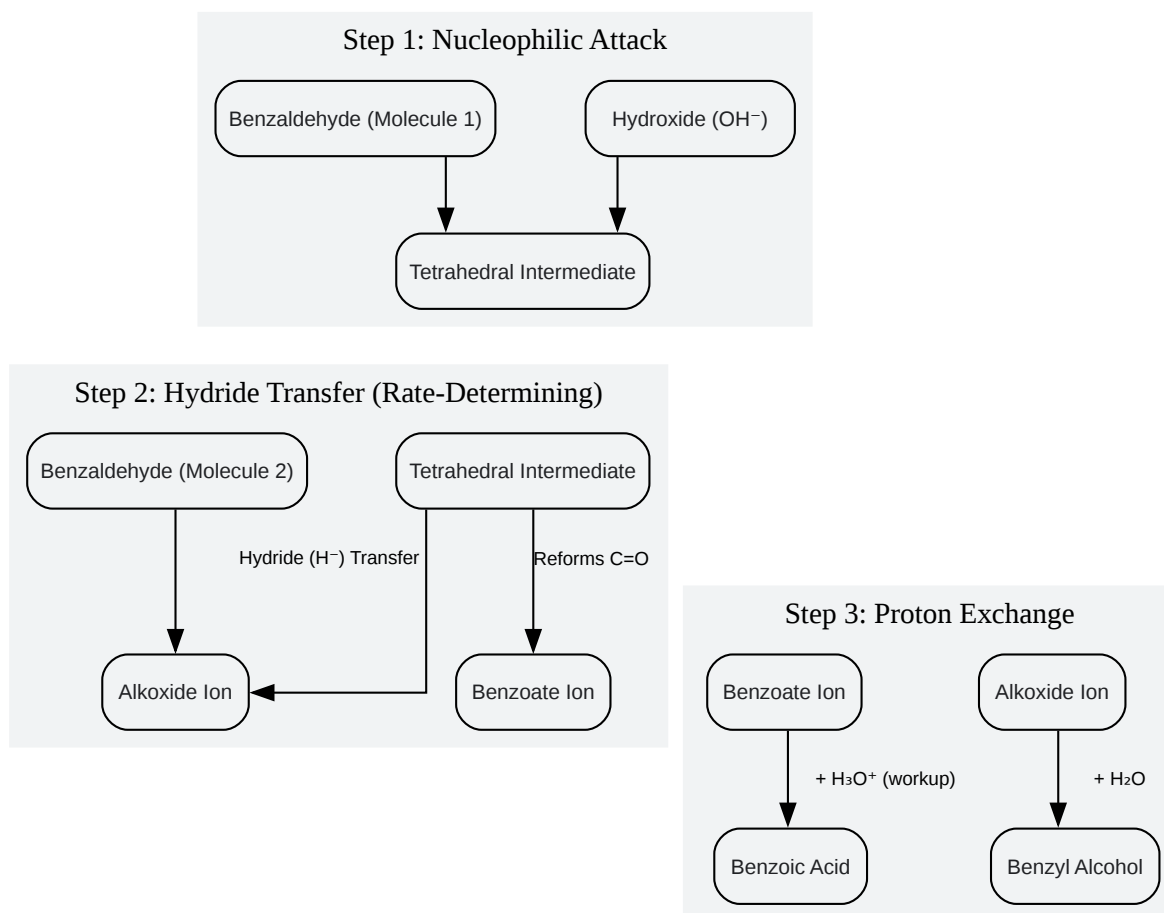 Step 1: Nucleophilic Attack
Benzaldehyde (Molecule 1)
Hydroxide (OH⁻)
Tetrahedral Intermediate
Step 2: Hydride Transfer (Rate-Determining)
Benzaldehyde (Molecule 2)
Tetrahedral Intermediate
Hydride (H⁻) Transfer
Reforms C=O
Alkoxide Ion
Benzoate Ion
Step 3: Proton Exchange
Benzoate Ion
Alkoxide Ion
+ H₃O⁺ (workup)
+ H₂O
Benzoic Acid
Benzyl Alcohol